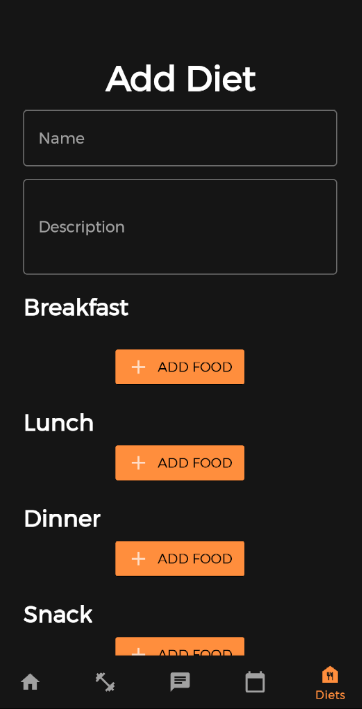 Add Diet
Name
Description
Breakfast
ADD FOOD
Lunch
ADD FOOD
Dinner
ADD FOOD
Snack
ADD FOOD
Diets